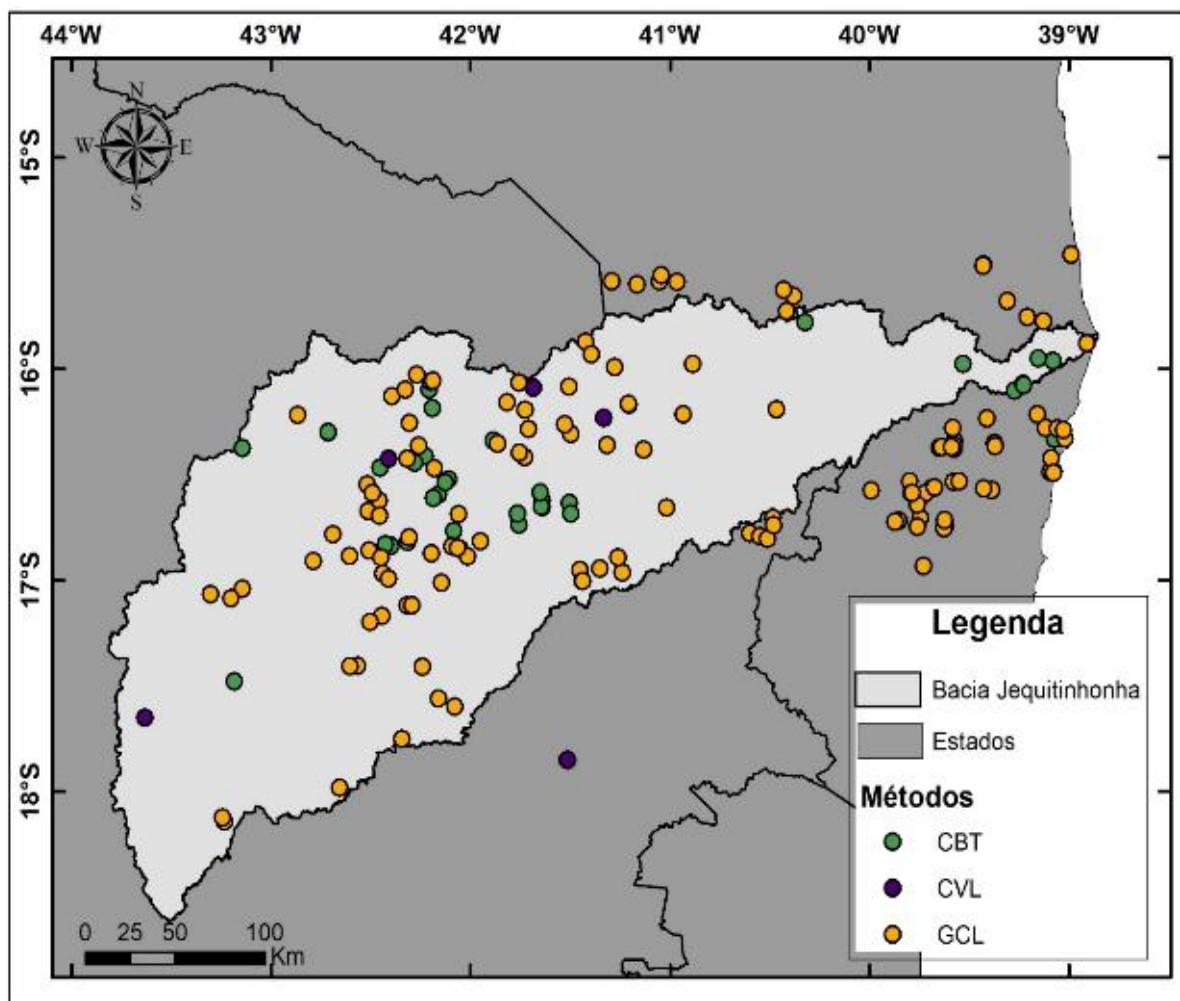 44°W 43°W 42°W 41°W 40°W 39°W
N
W E
S
15°S
16°S
17°S
18°S
Legenda
Bacia Jequitinhonha
Estados
Métodos
CBT
CVL
GCL
0 25 50 100
Km